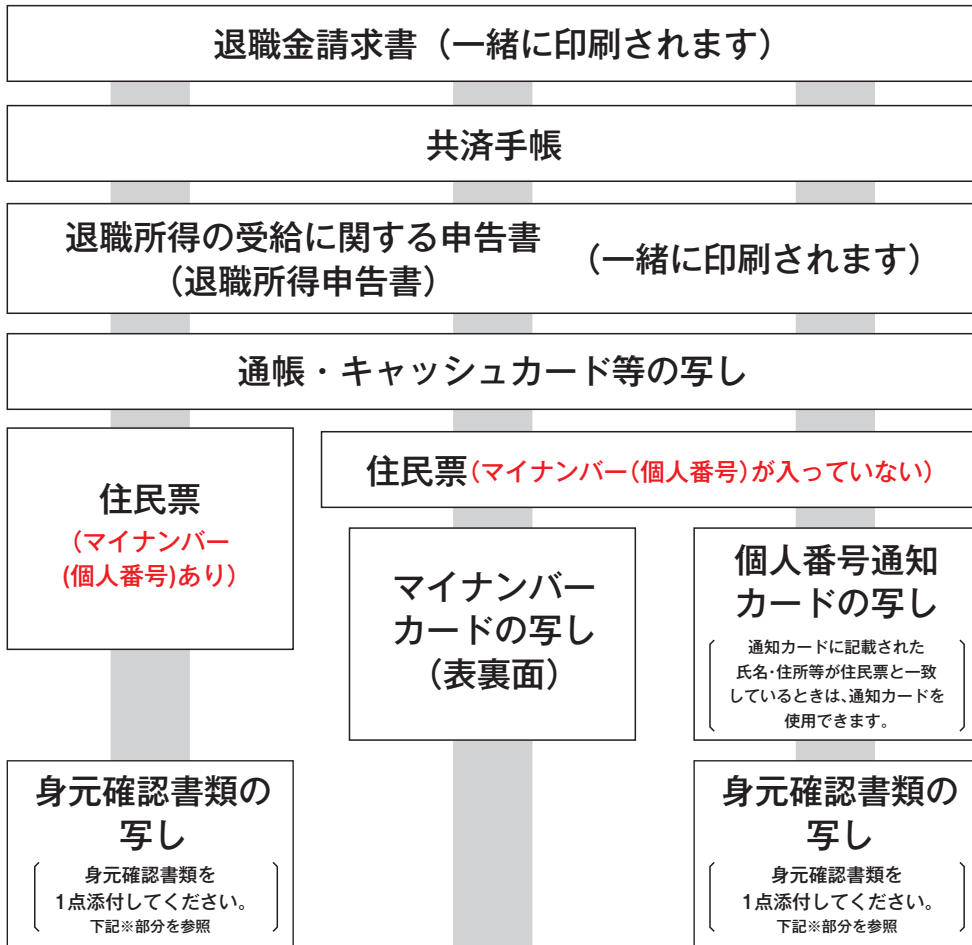 退職金請求書（一緒に印刷されます）
共済手帳
退職所得の受給に関する申告書
（退職所得申告書）
（一緒に印刷されます）
通帳・キャッシュカード等の写し
住民票
（マイナンバー
(個人番号)あり）
住民票（マイナンバー（個人番号）が入っていない）
マイナンバー
カードの写し
（表裏面）
個人番号通知
カードの写し
通知カードに記載された
氏名・住所等が住民票と一致
しているときは、通知カードを
使用できます。
身元確認書類の
写し
身元確認書類を
1点添付してください。
下記※部分を参照
身元確認書類の
写し
身元確認書類を
1点添付してください。
下記※部分を参照